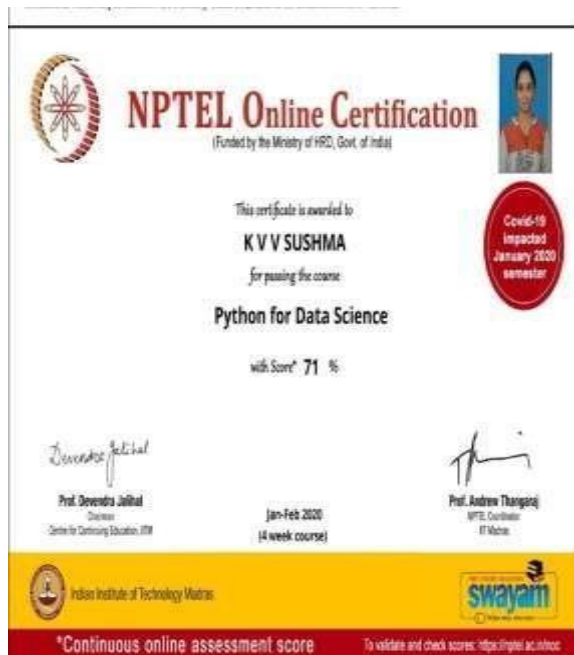 NPTEL Online Certification
(Funded by the Ministry of HRD, Govt. of India)
This certificate is awarded to
K V V SUSHMA
for passing the course
Python for Data Science
with Score* 71 %
Covid-19
impacted
January 2020
semester
Devendra Jalihal
Prof. Devendra Jalihal
Chairman
Centre for Continuing Education, IITM
Jan-Feb 2020
(4 week course)
Prof. Andrew Thangaraj
NPTEL Coordinator
IIT Madras
Indian Institute of Technology Madras
swayam
*Continuous online assessment score
To validate and check scores: https://nptel.ac.in/noc